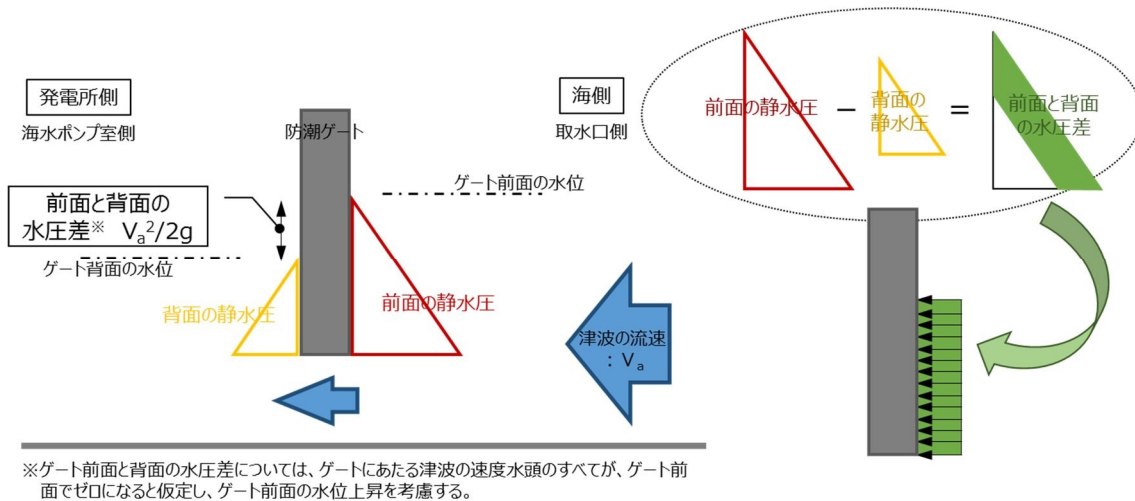 発電所側
海水ポンプ室側
防潮ゲート
海側
取水口側
前面の静水圧
−
背面の
静水圧
=
前面と背面
の水圧差
ゲート前面の水位
前面と背面の
水圧差※ Va²/2g
ゲート背面の水位
背面の静水圧
前面の静水圧
津波の流速
：Va
※ゲート前面と背面の水圧差については、ゲートにあたる津波の速度水頭のすべてが、ゲート前
面でゼロになると仮定し、ゲート前面の水位上昇を考慮する。